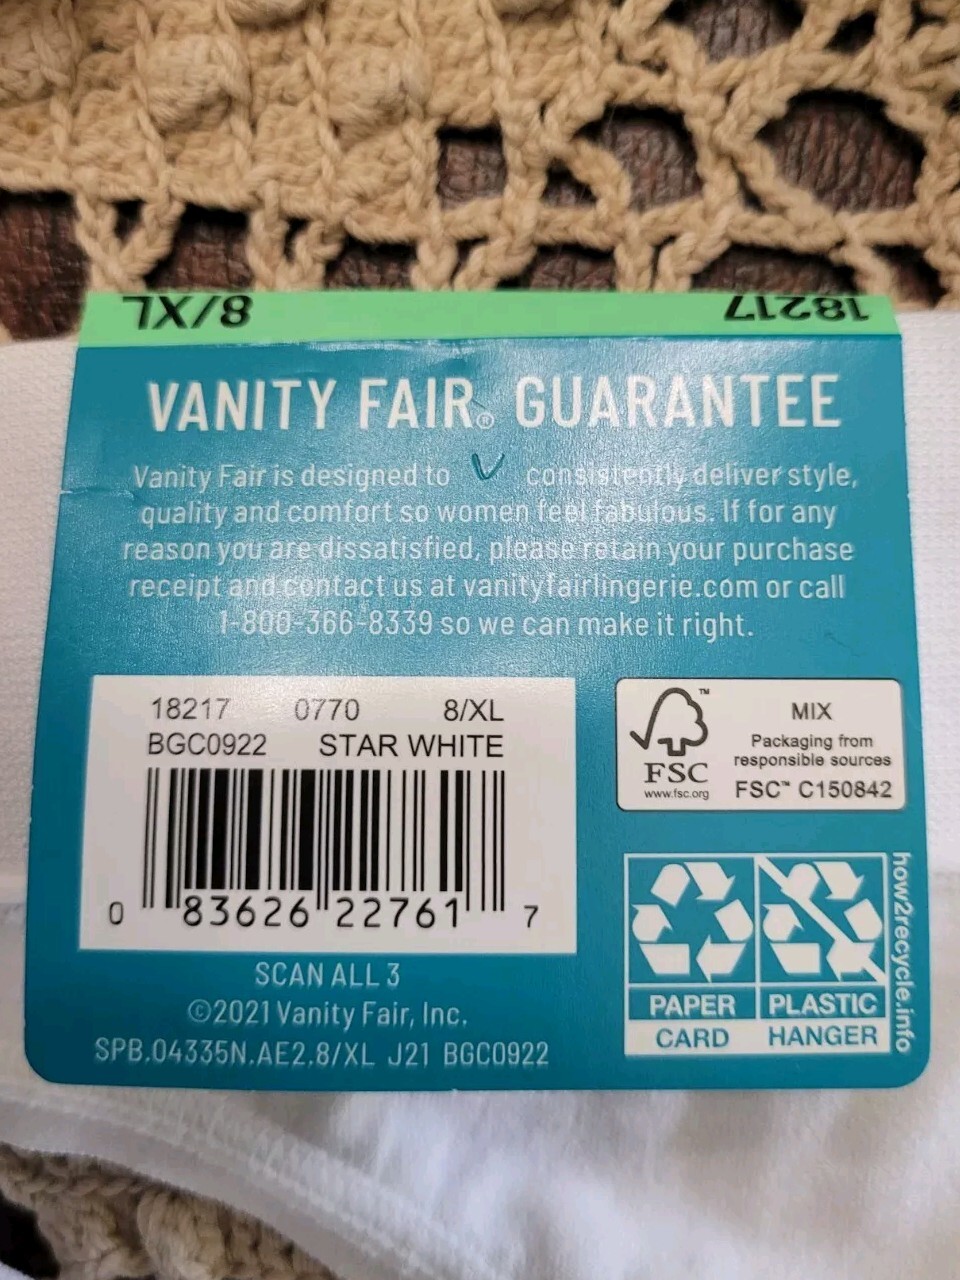 8/XL 18217
VANITY FAIR® GUARANTEE
Vanity Fair is designed to consistently deliver style,
quality and comfort so women feel fabulous. If for any
reason you are dissatisfied, please retain your purchase
receipt and contact us at vanityfairlingerie.com or call
1-800-366-8339 so we can make it right.
18217 0770 8/XL
BGC0922 STAR WHITE
0 83626 22761 7
SCAN ALL 3
©2021 Vanity Fair, Inc.
SPB.04335N.AE2.8/XL J21 BGC0922
FSC
www.fsc.org
MIX
Packaging from
responsible sources
FSC™ C150842
PAPER PLASTIC
CARD HANGER
how2recycle.info